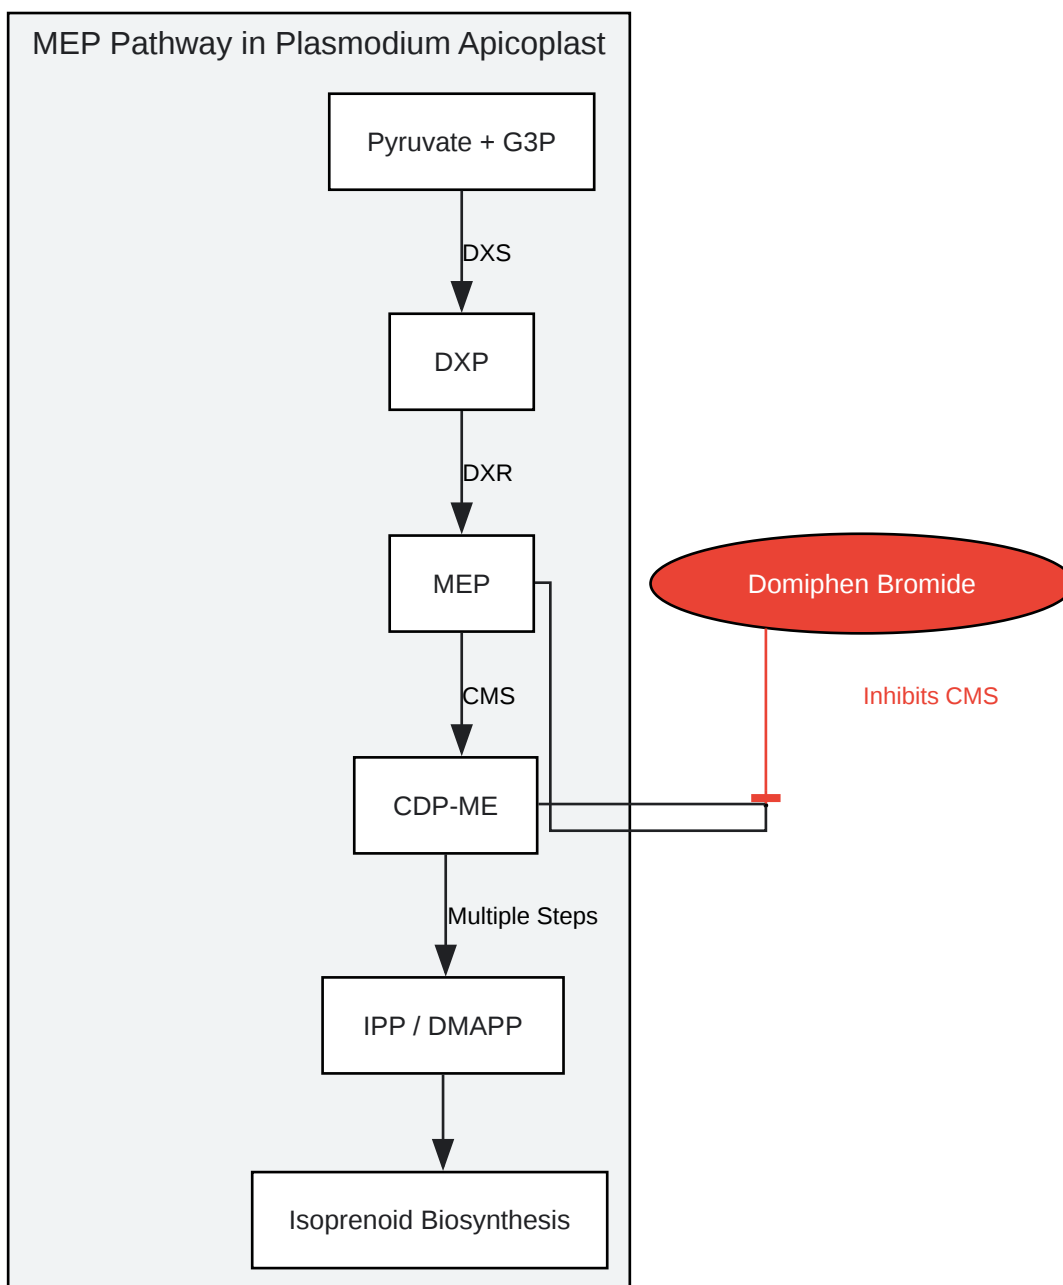 MEP Pathway in Plasmodium Apicoplast
Pyruvate + G3P
DXS
DXP
DXR
MEP
Domiphen Bromide
CMS
Inhibits CMS
CDP-ME
Multiple Steps
IPP / DMAPP
Isoprenoid Biosynthesis